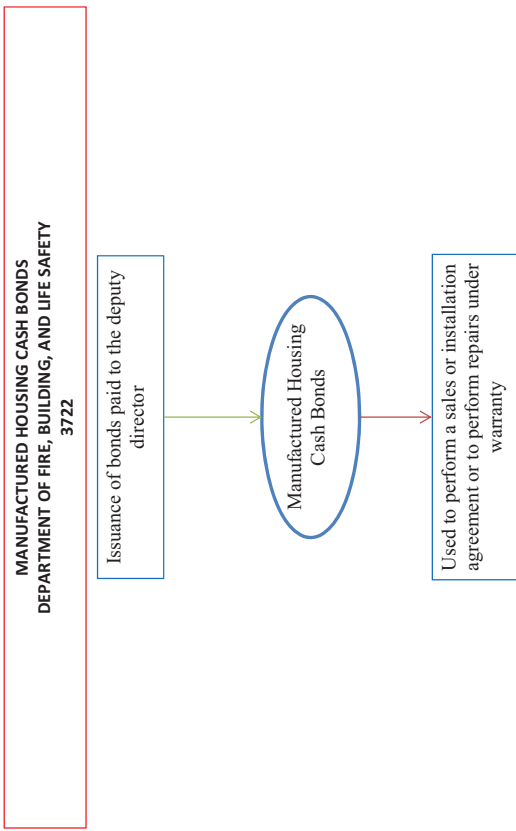 MANUFACTURED HOUSING CASH BONDS
DEPARTMENT OF FIRE, BUILDING, AND LIFE SAFETY
3722
Issuance of bonds paid to the deputy
director
Manufactured Housing
Cash Bonds
Used to perform a sales or installation
agreement or to perform repairs under
warranty